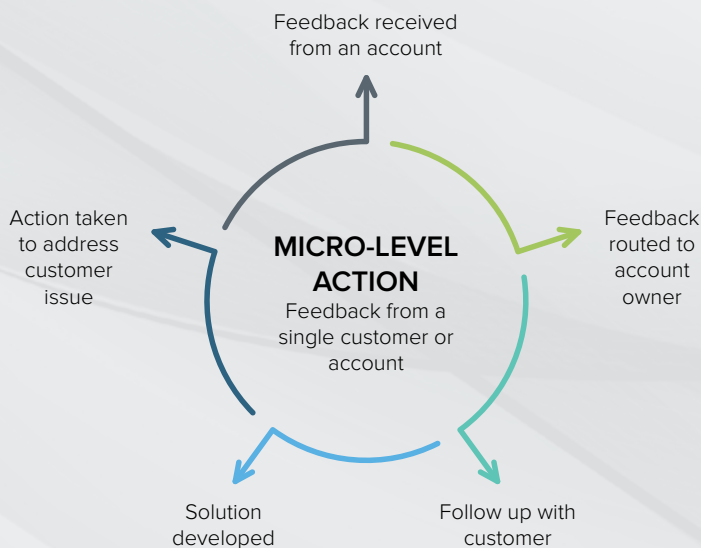 Feedback received
from an account
Feedback
routed to
account
owner
Follow up with
customer
Solution
developed
Action taken
to address
customer
issue
MICRO-LEVEL
ACTION
Feedback from a
single customer or
account